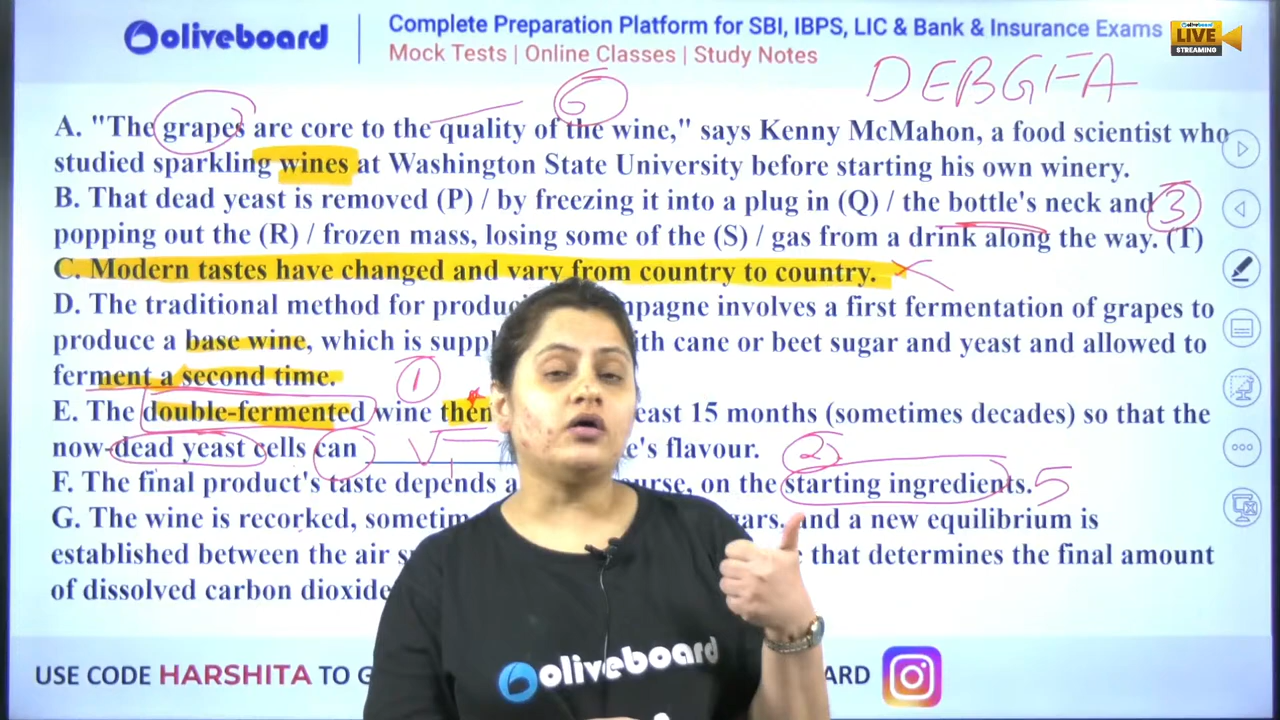 oliveboard
Complete Preparation Platform for SBI, IBPS, LIC & Bank & Insurance Exams
Mock Tests | Online Classes | Study Notes
oliveboard
LIVE
STREAMING
DEBGFA
6
A. "The grapes are core to the quality of the wine," says Kenny McMahon, a food scientist who
studied sparkling wines at Washington State University before starting his own winery.
B. That dead yeast is removed (P) / by freezing it into a plug in (Q) / the bottle's neck and 3
popping out the (R) / frozen mass, losing some of the (S) / gas from a drink along the way. (T)
C. Modern tastes have changed and vary from country to country.
D. The traditional method for produ mpagne involves a first fermentation of grapes to
produce a base wine, which is supp ith cane or beet sugar and yeast and allowed to
ferment a second time. 1
E. The double-fermented wine then east 15 months (sometimes decades) so that the
now-dead yeast cells can e's flavour. 2
F. The final product's taste depends a urse, on the starting ingredients. 5
G. The wine is recorked, sometim gars, and a new equilibrium is
established between the air s that determines the final amount
of dissolved carbon dioxide
USE CODE HARSHITA TO G ARD
oliveboard